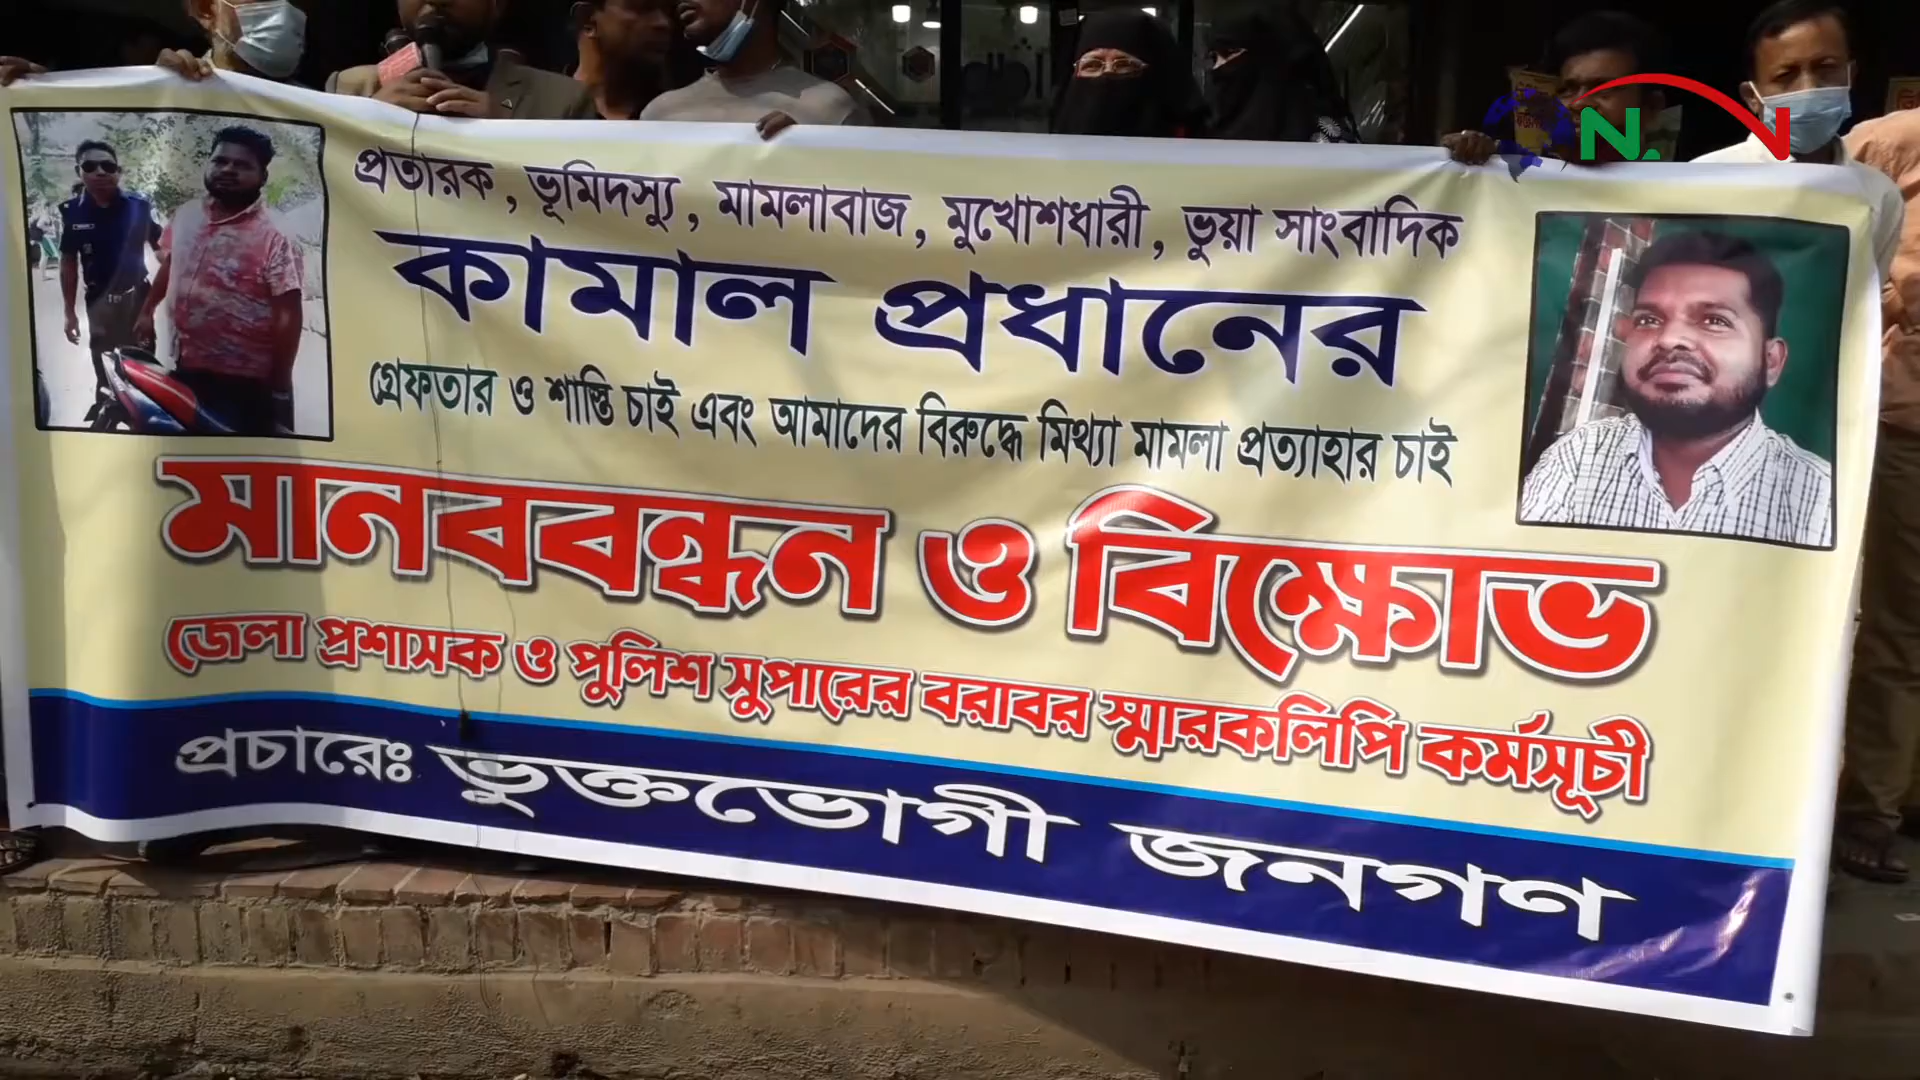 প্রতারক, ভূমিদস্যু, মামলাবাজ, মুখোশধারী, ভুয়া সাংবাদিক
কামাল প্রধানের
গ্রেফতার ও শাস্তি চাই এবং আমাদের বিরুদ্ধে মিথ্যা মামলা প্রত্যাহার চাই
মানববন্ধন ও বিক্ষোভ
জেলা প্রশাসক ও পুলিশ সুপারের বরাবর স্মারকলিপি কর্মসূচী
প্রচারেঃ ভুক্তভোগী জনগণ